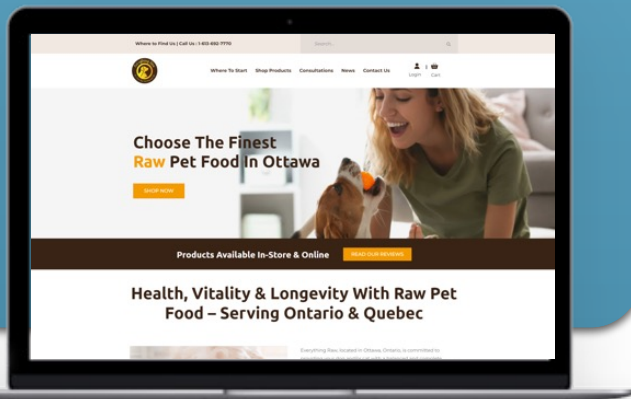 Where to Find Us | Call Us : 1-613-692-7770
Search...
Where To Start Shop Products Consultations News Contact Us Login | Cart
Choose The Finest
Raw Pet Food In Ottawa
SHOP NOW
Products Available In-Store & Online READ OUR REVIEWS
Health, Vitality & Longevity With Raw Pet
Food – Serving Ontario & Quebec
Everything Raw, located in Ottawa, Ontario, is committed to